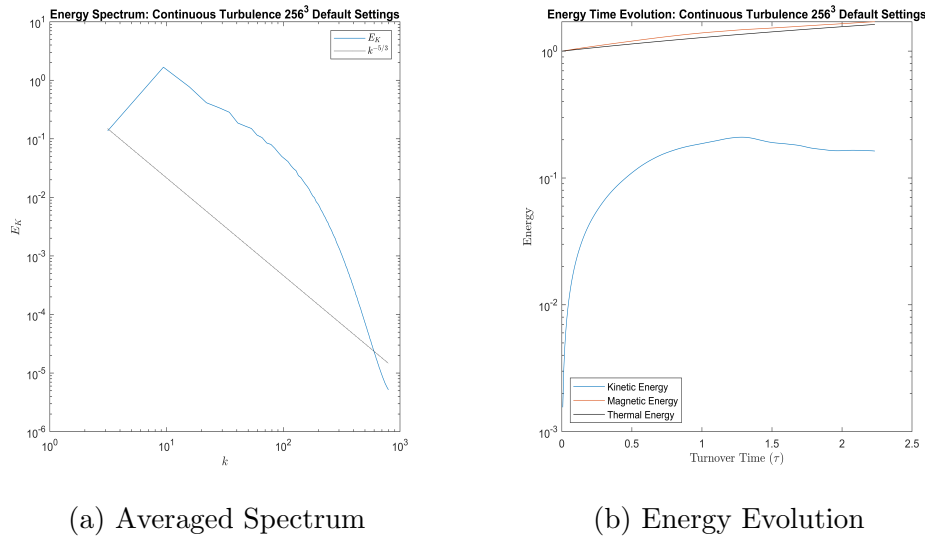 Energy Spectrum: Continuous Turbulence 256³ Default Settings
E_K
k^{-5/3}
10¹
10⁰
10⁻¹
10⁻²
10⁻³
10⁻⁴
10⁻⁵
10⁻⁶
E_K
10⁰ 10¹ 10² 10³
k
(a) Averaged Spectrum
Energy Time Evolution: Continuous Turbulence 256³ Default Settings
10⁰
10⁻¹
10⁻²
10⁻³
Energy
Kinetic Energy
Magnetic Energy
Thermal Energy
0 0.5 1 1.5 2 2.5
Turnover Time (τ)
(b) Energy Evolution